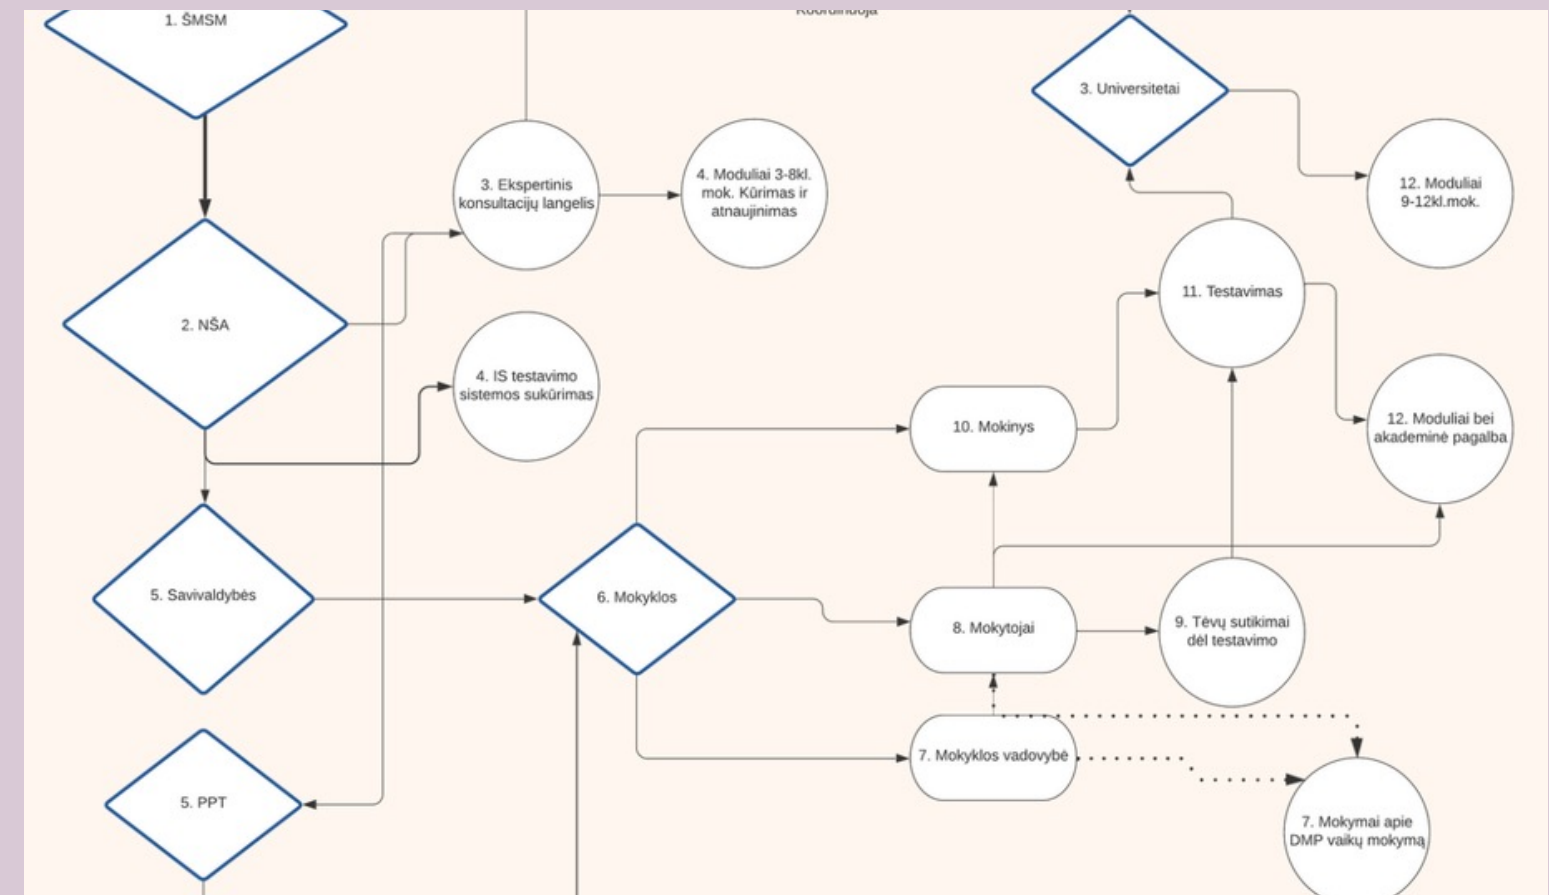 Koordinuoja
1. ŠMSM
3. Universitetai
3. Ekspertinis
konsultacijų langelis
4. Moduliai 3-8kl.
mok. Kūrimas ir
atnaujinimas
12. Moduliai
9-12kl.mok.
2. NŠA
11. Testavimas
4. IS testavimo
sistemos sukūrimas
10. Mokinys
12. Moduliai bei
akademinė pagalba
5. Savivaldybės
6. Mokyklos
8. Mokytojai
9. Tėvų sutikimai
dėl testavimo
7. Mokyklos vadovybė
5. PPT
7. Mokymai apie
DMP vaikų mokymą